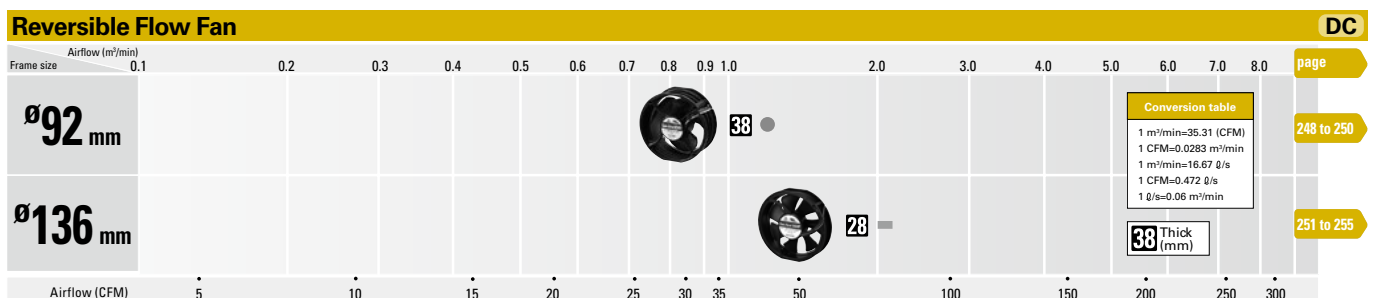 Reversible Flow Fan DC
Airflow (m³/min)
Frame size 0.1 0.2 0.3 0.4 0.5 0.6 0.7 0.8 0.9 1.0 2.0 3.0 4.0 5.0 6.0 7.0 8.0 page
ø92 mm 38 248 to 250
Conversion table
1 m³/min=35.31 (CFM)
1 CFM=0.0283 m³/min
1 m³/min=16.67 ℓ/s
1 CFM=0.472 ℓ/s
1 ℓ/s=0.06 m³/min
ø136 mm 28 251 to 255
38 Thick
(mm)
Airflow (CFM) 5 10 15 20 25 30 35 50 100 150 200 250 300